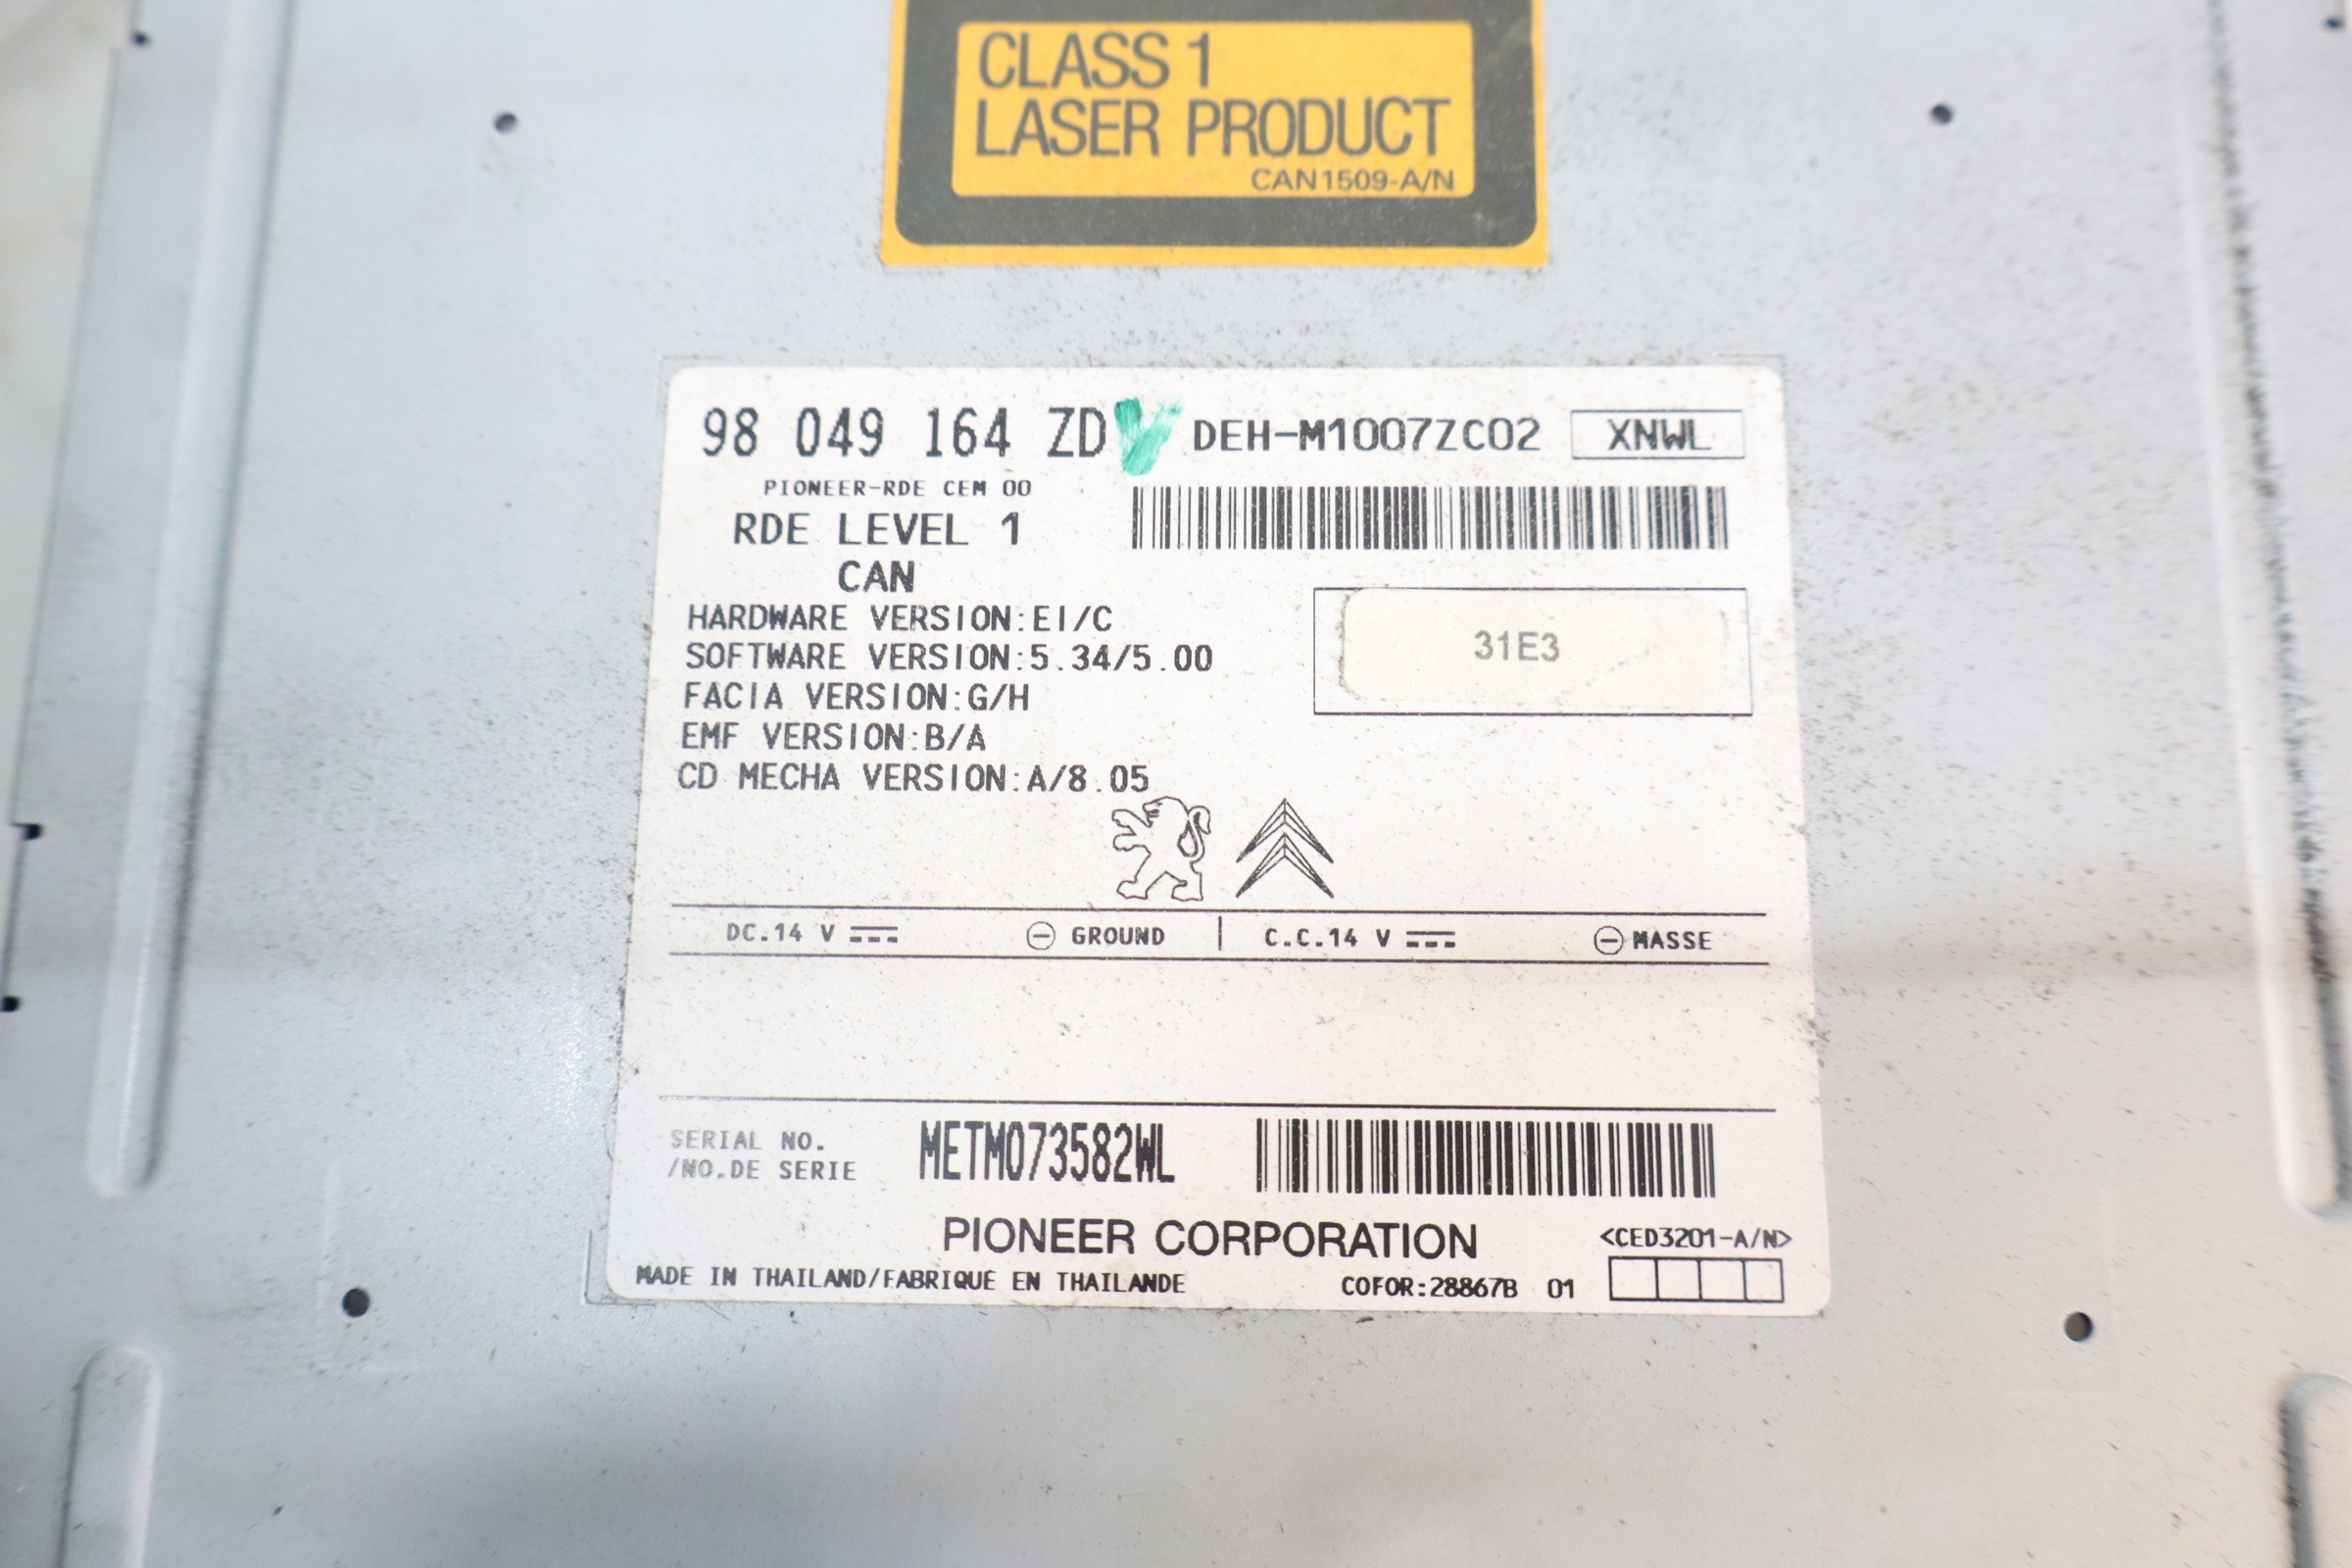 CLASS 1
LASER PRODUCT
CAN1509-A/N
98 049 164 ZD DEH-M1007ZC02 XNWL
PIONEER-RDE CEM 00
RDE LEVEL 1
CAN
HARDWARE VERSION:EI/C
SOFTWARE VERSION:5.34/5.00
31E3
FACIA VERSION:G/H
EMF VERSION:B/A
CD MECHA VERSION:A/8.05
DC.14 V ⊖ GROUND | C.C.14 V ⊖ MASSE
SERIAL NO.
/NO.DE SERIE
METM073582WL
PIONEER CORPORATION
<CED3201-A/N>
MADE IN THAILAND/FABRIQUE EN THAILANDE COFOR:28867B 01